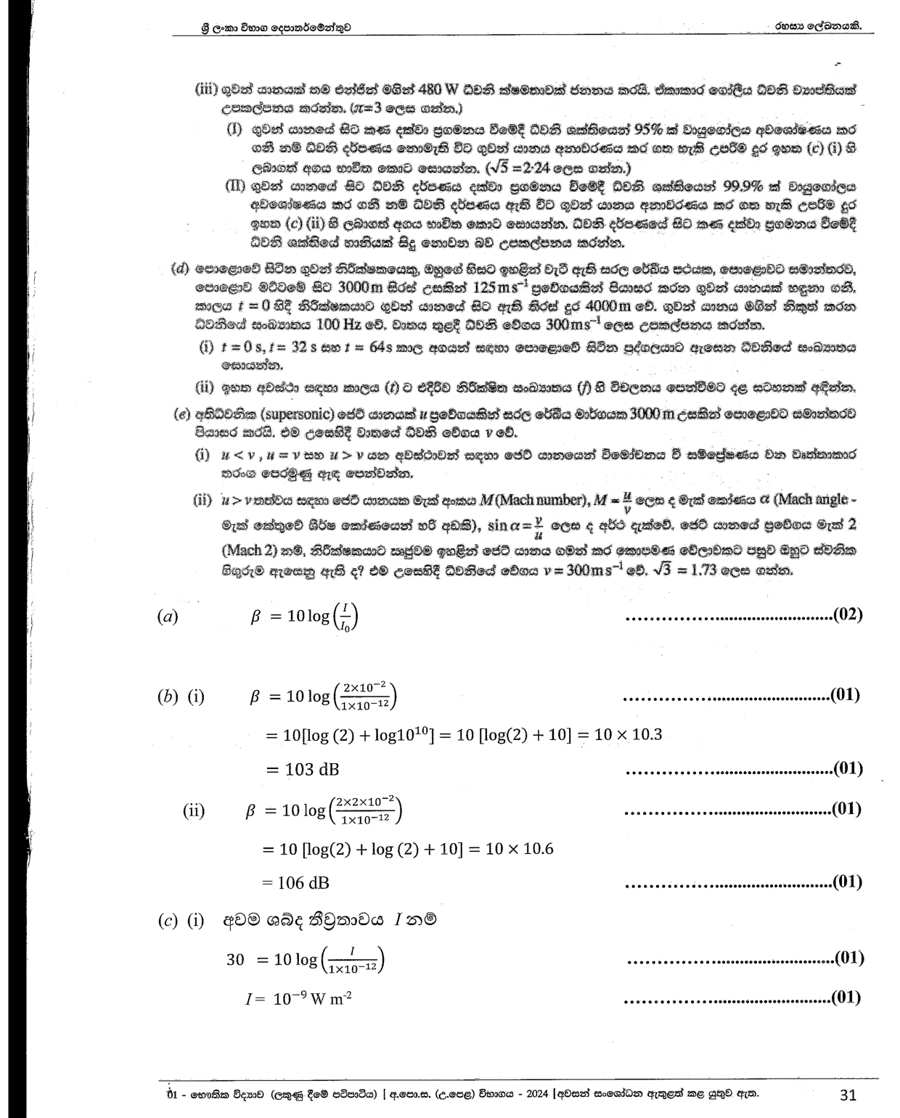 ශ්‍රී ලංකා විභාග දෙපාර්තමේන්තුව රහස්‍ය ලේඛනයකි.
(iii) ගුවන් යානයක් තම එන්ජින් මගින් 480 W ධ්වනි ක්ෂමතාවක් ජනනය කරයි. ඒකාකාර ගෝලීය ධ්වනි ව්‍යාප්තියක්
උපකල්පනය කරන්න. (π=3 ලෙස ගන්න.)
(I) ගුවන් යානයේ සිට කණ දක්වා ප්‍රගමනය වීමේදී ධ්වනි ශක්තියෙන් 95% ක් වායුගෝලය අවශෝෂණය කර
ගනී නම් ධ්වනි දර්පණය නොමැති විට ගුවන් යානය අනාවරණය කර ගත හැකි උපරිම දුර ඉහත (c) (i) හි
ලබාගත් අගය භාවිත කොට සොයන්න. (√5 =2·24 ලෙස ගන්න.)
(II) ගුවන් යානයේ සිට ධ්වනි දර්පණය දක්වා ප්‍රගමනය වීමේදී ධ්වනි ශක්තියෙන් 99.9% ක් වායුගෝලය
අවශෝෂණය කර ගනී නම් ධ්වනි දර්පණය ඇති විට ගුවන් යානය අනාවරණය කර ගත හැකි උපරිම දුර
ඉහත (c) (ii) හි ලබාගත් අගය භාවිත කොට සොයන්න. ධ්වනි දර්පණයේ සිට කණ දක්වා ප්‍රගමනය වීමේදී
ධ්වනි ශක්තියේ හානියක් සිදු නොවන බව උපකල්පනය කරන්න.
(d) පොළොවේ සිටින ගුවන් නිරීක්ෂකයෙකු, ඔහුගේ හිසට ඉහළින් වැටී ඇති සරල රේඛීය පථයක, පොළොවට සමාන්තරව,
පොළොව මට්ටමේ සිට 3000 m සිරස් උසකින් 125 m s⁻¹ ප්‍රවේගයකින් පියාසර කරන ගුවන් යානයක් හඳුනා ගනී.
කාලය t = 0 හිදී නිරීක්ෂකයාට ගුවන් යානයේ සිට ඇති තිරස් දුර 4000 m වේ. ගුවන් යානය මගින් නිකුත් කරන
ධ්වනියේ සංඛ්‍යාතය 100 Hz වේ. වාතය තුළදී ධ්වනි වේගය 300 m s⁻¹ ලෙස උපකල්පනය කරන්න.
(i) t = 0 s, t = 32 s සහ t = 64 s කාල අගයන් සඳහා පොළොවේ සිටින පුද්ගලයාට ඇසෙන ධ්වනියේ සංඛ්‍යාතය
සොයන්න.
(ii) ඉහත අවස්ථා සඳහා කාලය (t) ට එදිරිව නිරීක්ෂිත සංඛ්‍යාතය (f) හි විචලනය පෙන්වීමට දළ සටහනක් අඳින්න.
(e) අතිධ්වනික (supersonic) ජෙට් යානයක් u ප්‍රවේගයකින් සරල රේඛීය මාර්ගයක 3000 m උසකින් පොළොවට සමාන්තරව
පියාසර කරයි. එම උසෙහිදී වාතයේ ධ්වනි වේගය v වේ.
(i) u < v , u = v සහ u > v යන අවස්ථාවන් සඳහා ජෙට් යානයෙන් විමෝචනය වී සම්ප්‍රේෂණය වන වෘත්තාකාර
තරංග පෙරමුණු ඇඳ පෙන්වන්න.
(ii) u > v තත්වය සඳහා ජෙට් යානයක මැක් අංකය M (Mach number), M = u/v ලෙස ද මැක් කෝණය α (Mach angle -
මැක් කේතුවේ ශීර්ෂ කෝණයෙන් හරි අඩකි), sin α = v/u ලෙස ද අර්ථ දැක්වේ. ජෙට් යානයේ ප්‍රවේගය මැක් 2
(Mach 2) නම්, නිරීක්ෂකයාට ඍජුවම ඉහළින් ජෙට් යානය ගමන් කර කොපමණ වේලාවකට පසුව ඔහුට ස්වනික
ගිගුරුම ඇසෙනු ඇති ද? එම උසෙහිදී ධ්වනියේ වේගය v = 300 m s⁻¹ වේ. √3 = 1.73 ලෙස ගන්න.
(a) β = 10 log(I/I₀) ........................................(02)
(b) (i) β = 10 log(2×10⁻²/1×10⁻¹²) ........................................(01)
= 10[log (2) + log10¹⁰] = 10 [log(2) + 10] = 10 × 10.3
= 103 dB ........................................(01)
(ii) β = 10 log(2×2×10⁻²/1×10⁻¹²) ........................................(01)
= 10 [log(2) + log (2) + 10] = 10 × 10.6
= 106 dB ........................................(01)
(c) (i) අවම ශබ්ද තීව්‍රතාවය I නම්
30 = 10 log(I/1×10⁻¹²) ........................................(01)
I = 10⁻⁹ W m⁻² ........................................(01)
01 - භෞතික විද්‍යාව (ලකුණු දීමේ පටිපාටිය) | අ.පො.ස. (උ.පෙළ) විභාගය - 2024 | අවසන් සංශෝධන ඇතුළත් කළ යුතුව ඇත. 31